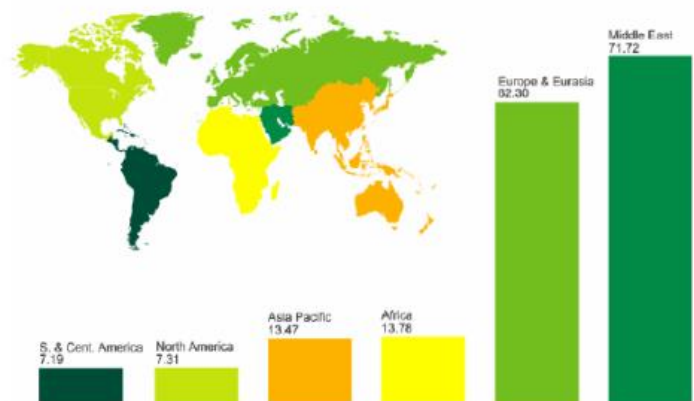 Middle East
71.72
Europe & Eurasia
62.30
Asia Pacific
13.47
Africa
13.78
S. & Cent. America
7.19
North America
7.31